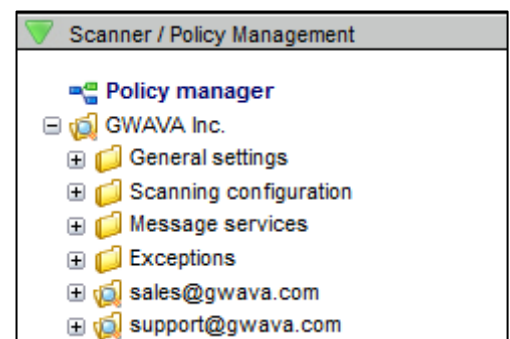 Scanner / Policy Management
Policy manager
GWAVA Inc.
General settings
Scanning configuration
Message services
Exceptions
sales@gwava.com
support@gwava.com